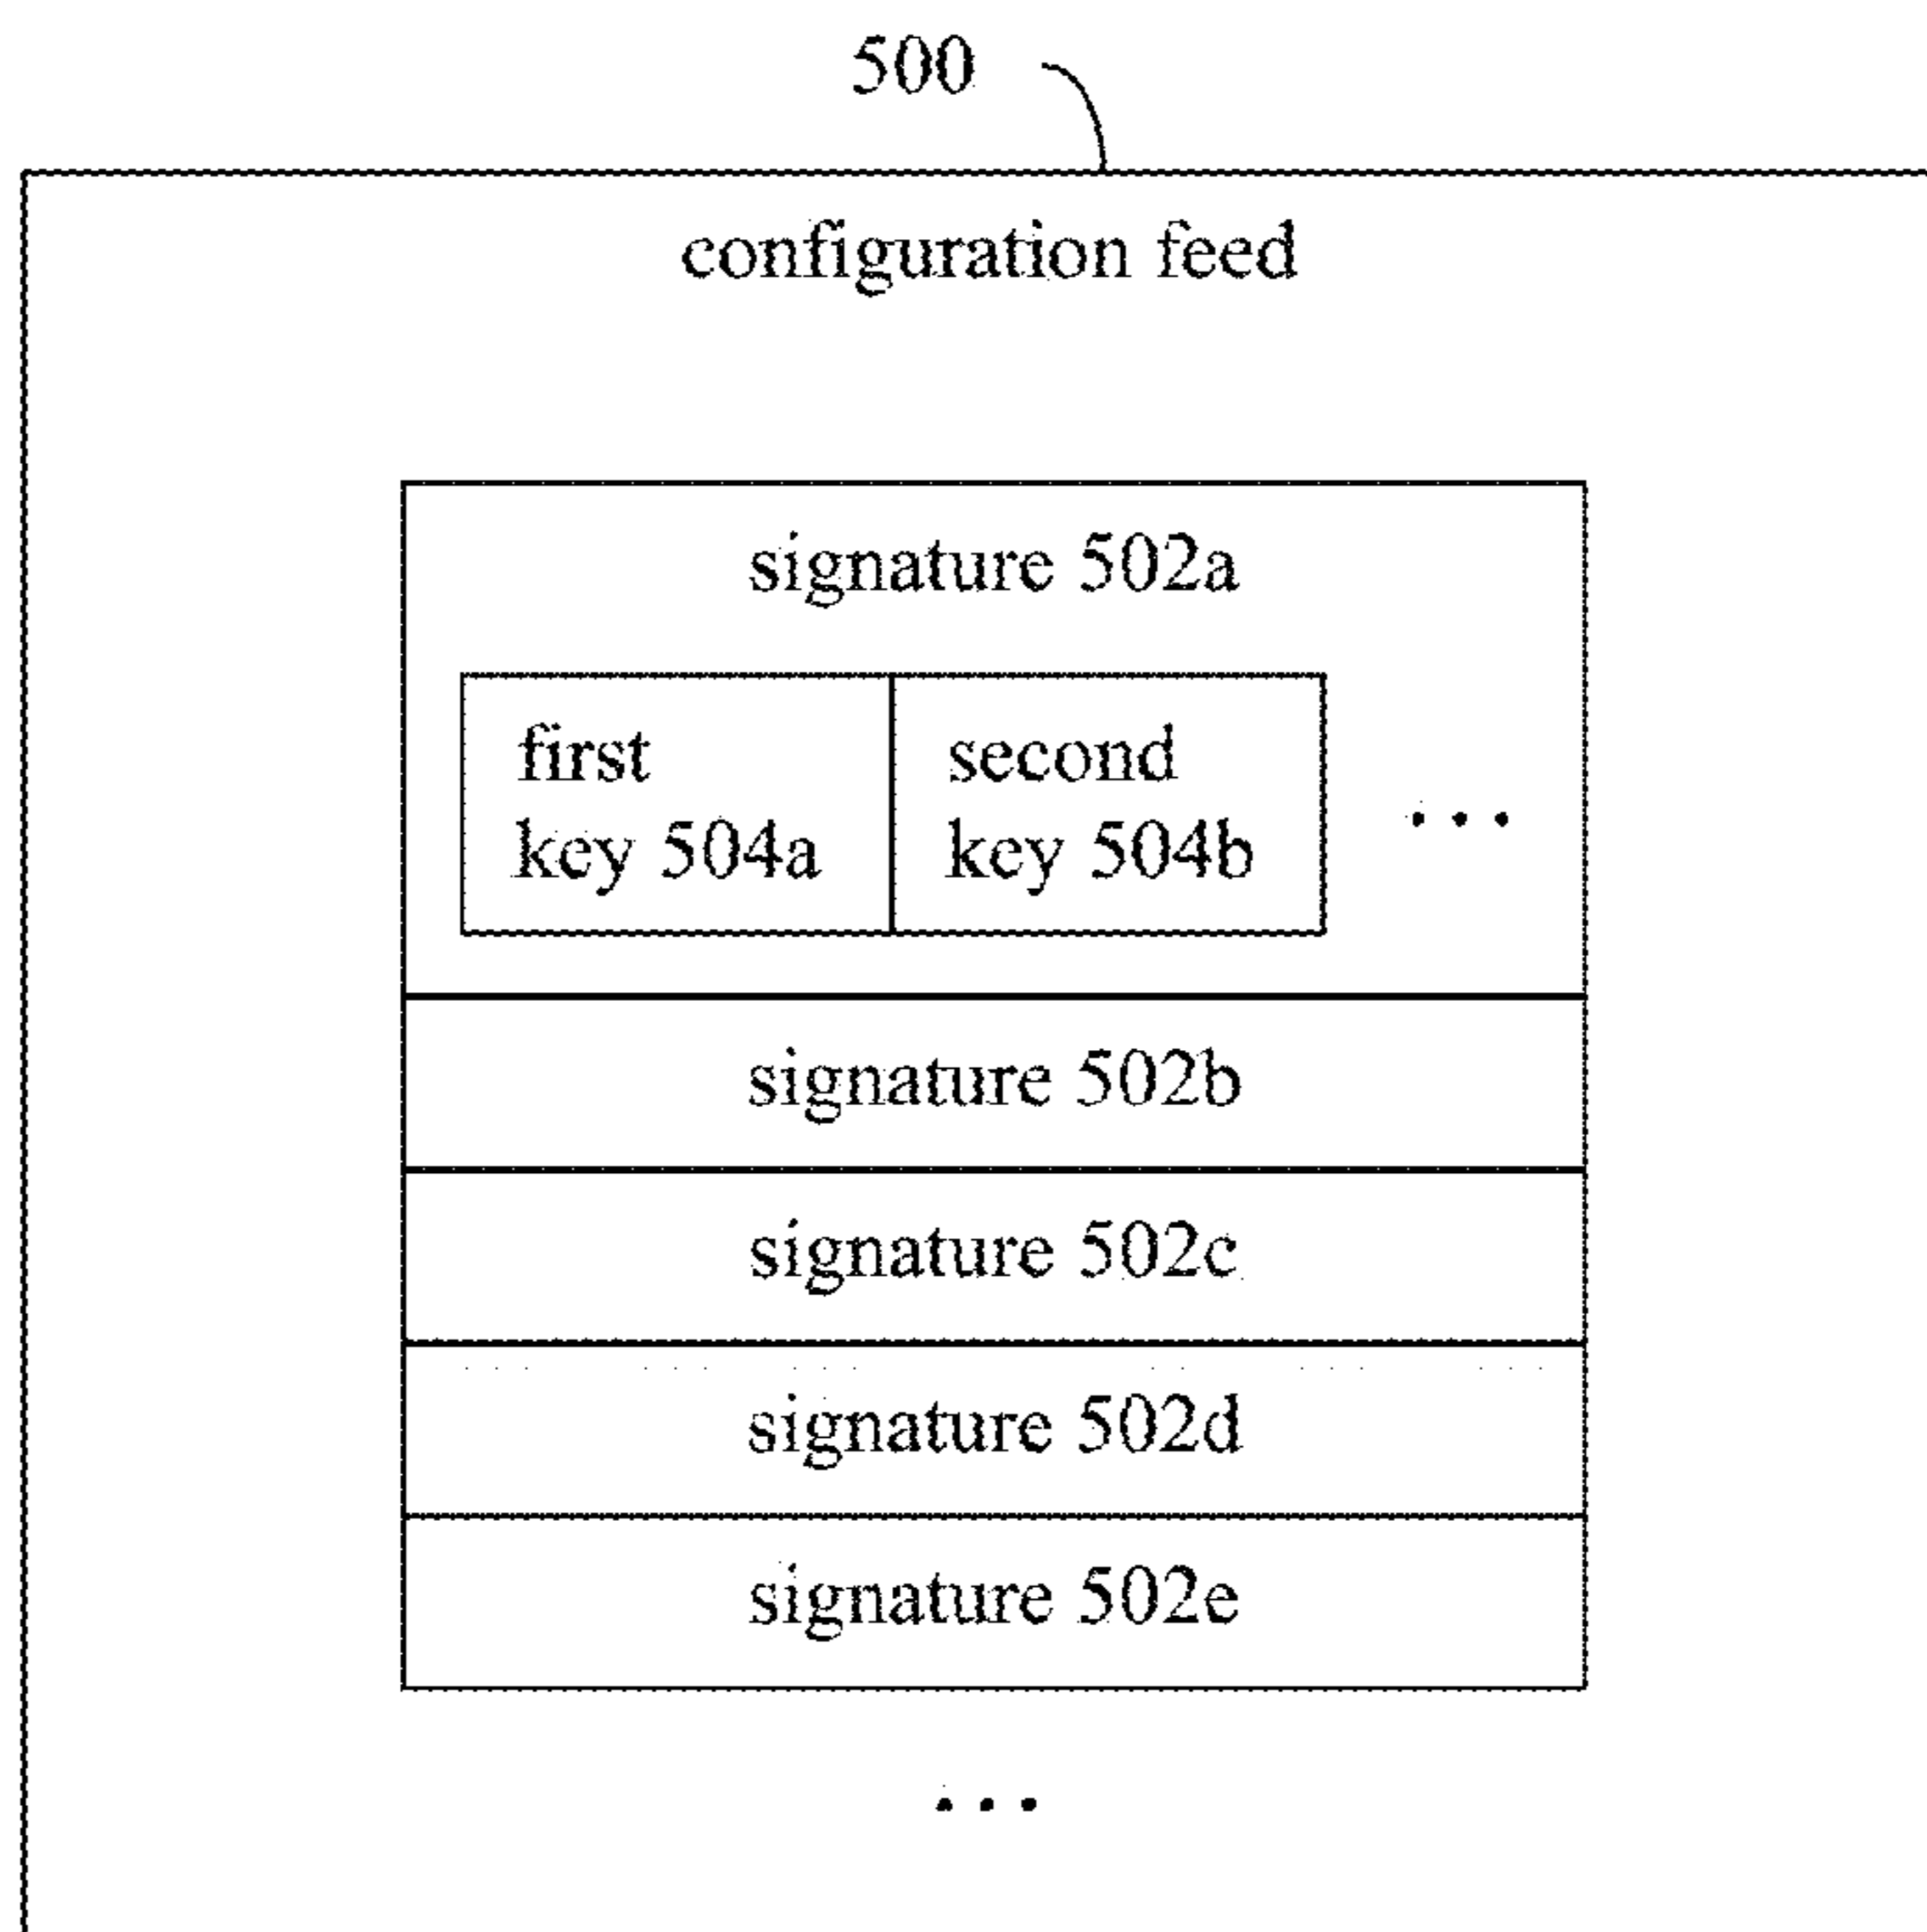 500
configuration feed
signature 502a
first
key 504a
second
key 504b
...
signature 502b
signature 502c
signature 502d
signature 502e
...